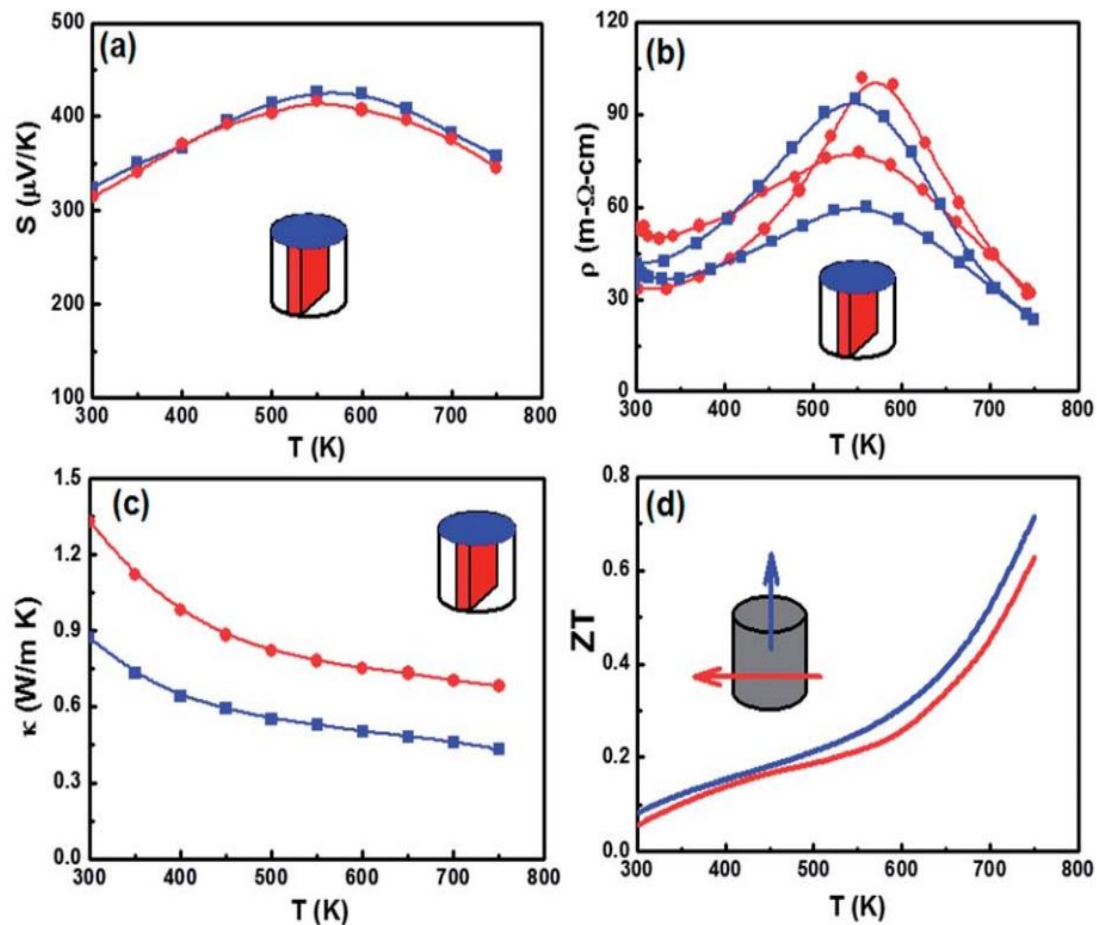 (a)
500
400
300
200
100
S (μV/K)
300 400 500 600 700 800
T (K)
(b)
120
90
60
30
0
ρ (m-Ω-cm)
300 400 500 600 700 800
T (K)
(c)
1.5
1.2
0.9
0.6
0.3
0.0
κ (W/m K)
300 400 500 600 700 800
T (K)
(d)
0.8
0.6
0.4
0.2
0.0
ZT
300 400 500 600 700 800
T (K)